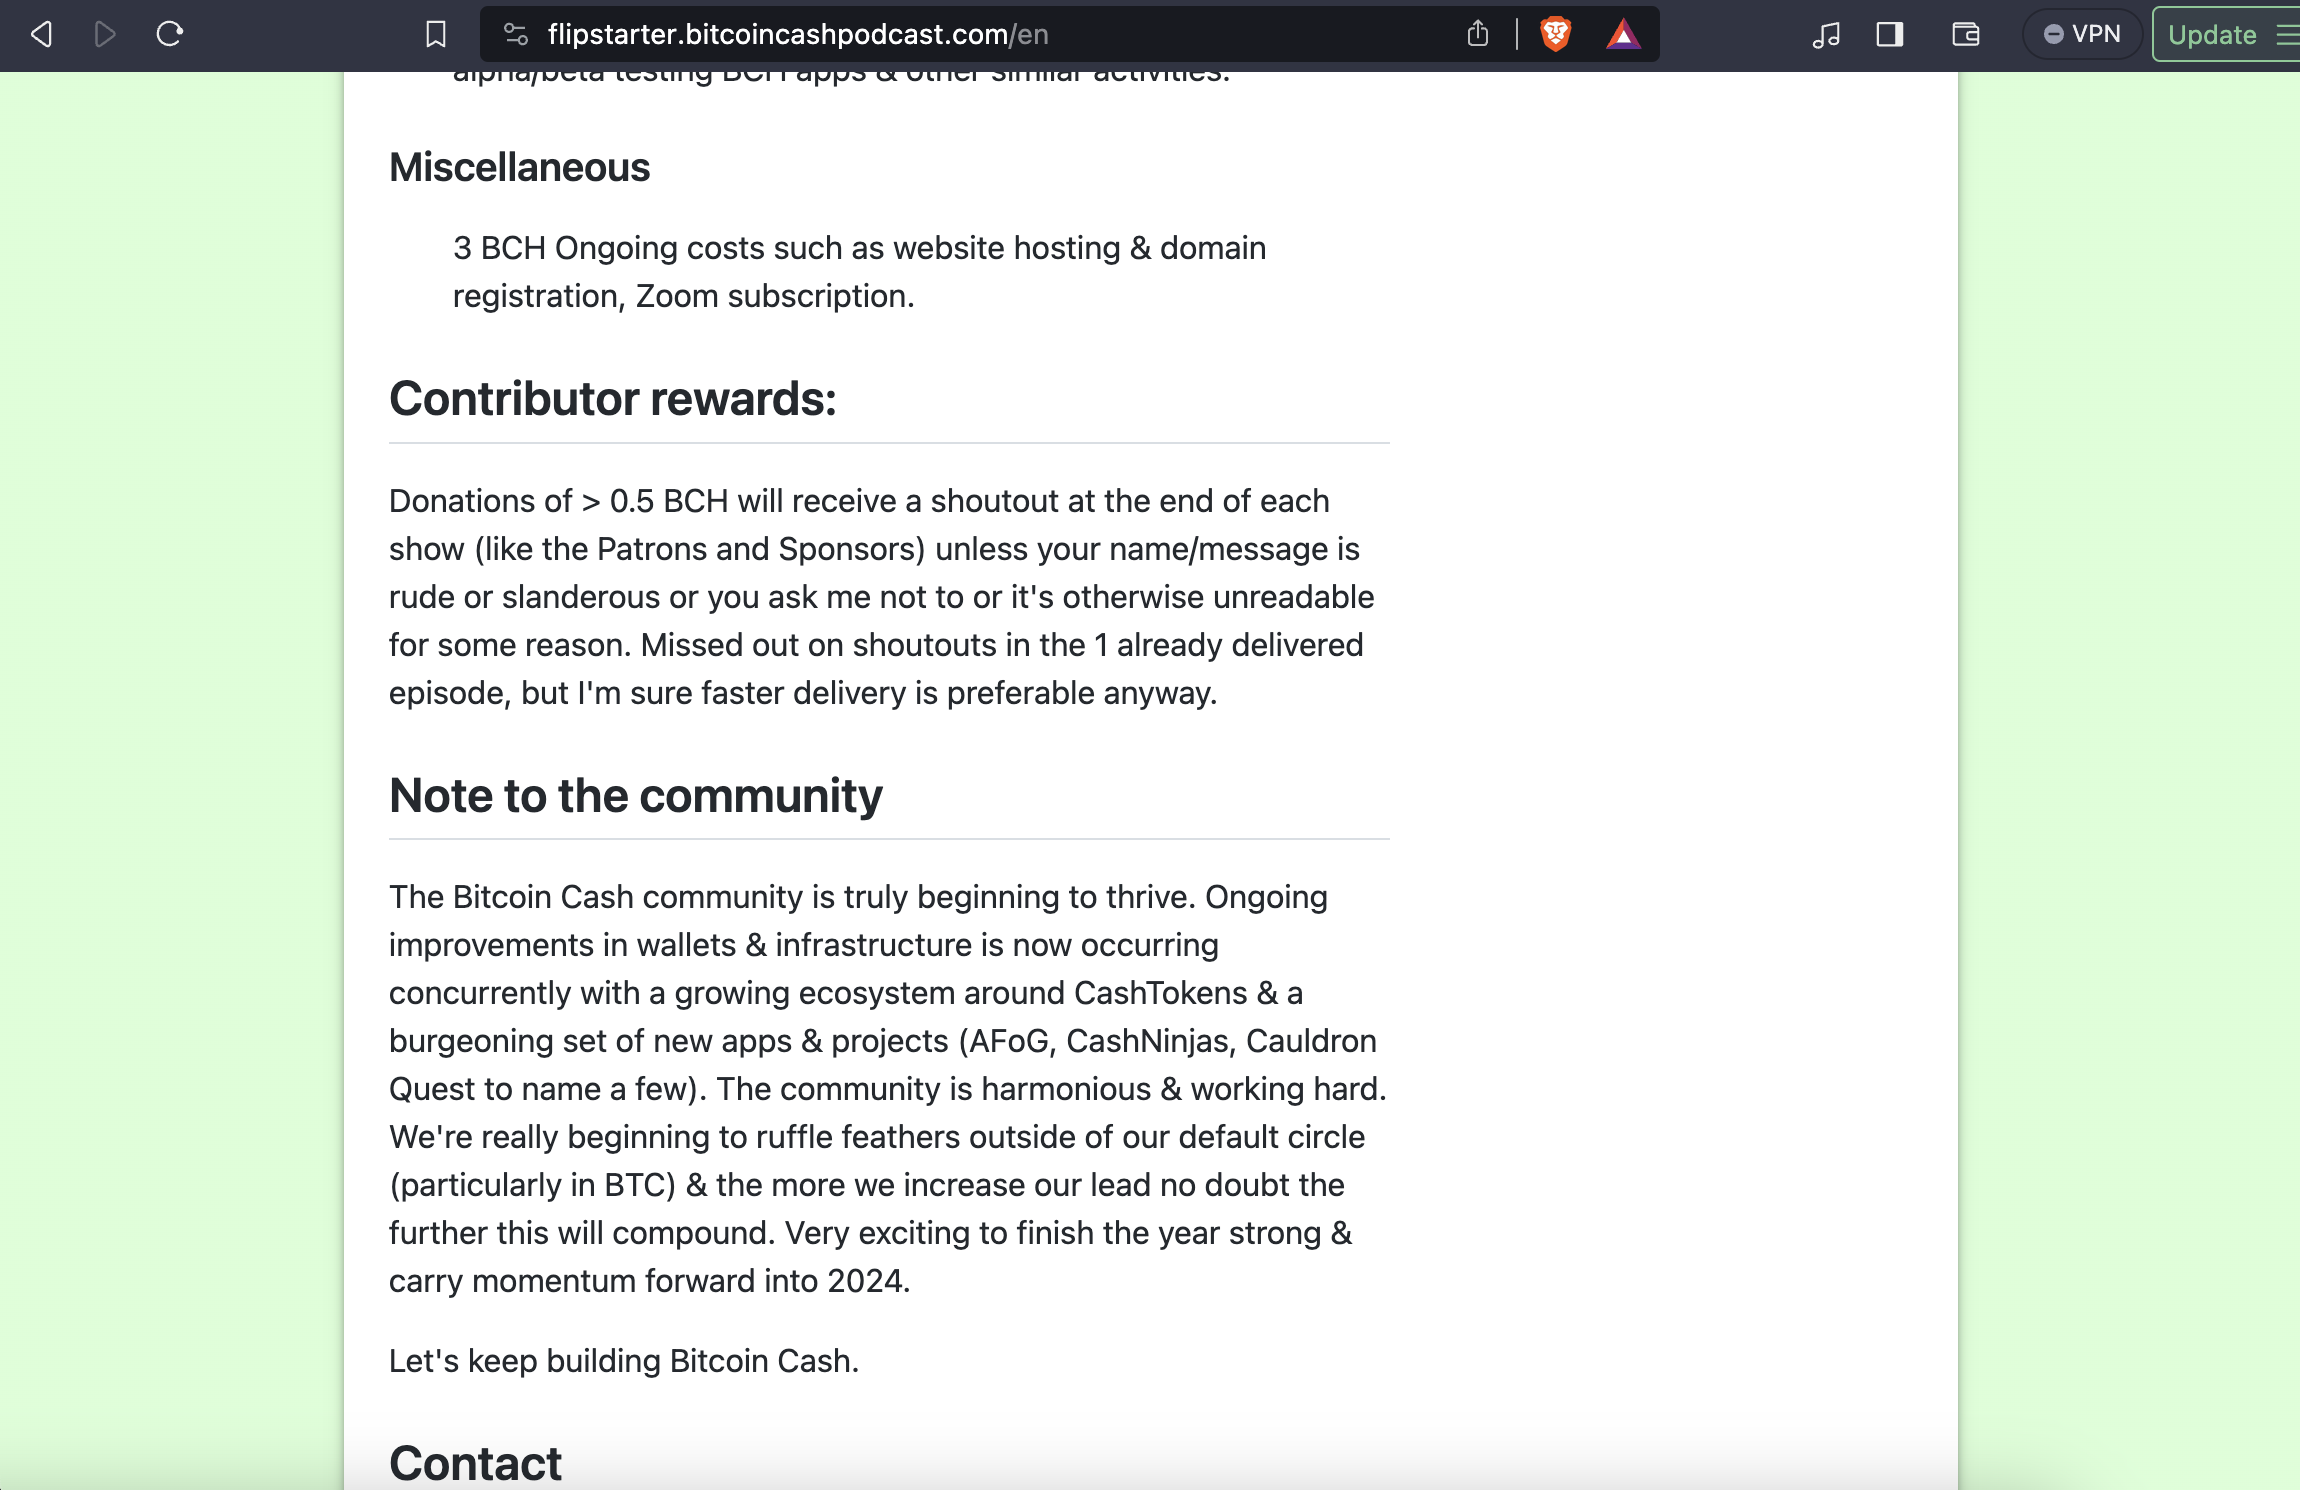 flipstarter.bitcoincashpodcast.com/en
VPN
Update
alpha/beta testing BCH apps & other similar activities.
Miscellaneous
3 BCH Ongoing costs such as website hosting & domain
registration, Zoom subscription.
Contributor rewards:
Donations of > 0.5 BCH will receive a shoutout at the end of each
show (like the Patrons and Sponsors) unless your name/message is
rude or slanderous or you ask me not to or it's otherwise unreadable
for some reason. Missed out on shoutouts in the 1 already delivered
episode, but I'm sure faster delivery is preferable anyway.
Note to the community
The Bitcoin Cash community is truly beginning to thrive. Ongoing
improvements in wallets & infrastructure is now occurring
concurrently with a growing ecosystem around CashTokens & a
burgeoning set of new apps & projects (AFoG, CashNinjas, Cauldron
Quest to name a few). The community is harmonious & working hard.
We're really beginning to ruffle feathers outside of our default circle
(particularly in BTC) & the more we increase our lead no doubt the
further this will compound. Very exciting to finish the year strong &
carry momentum forward into 2024.
Let's keep building Bitcoin Cash.
Contact